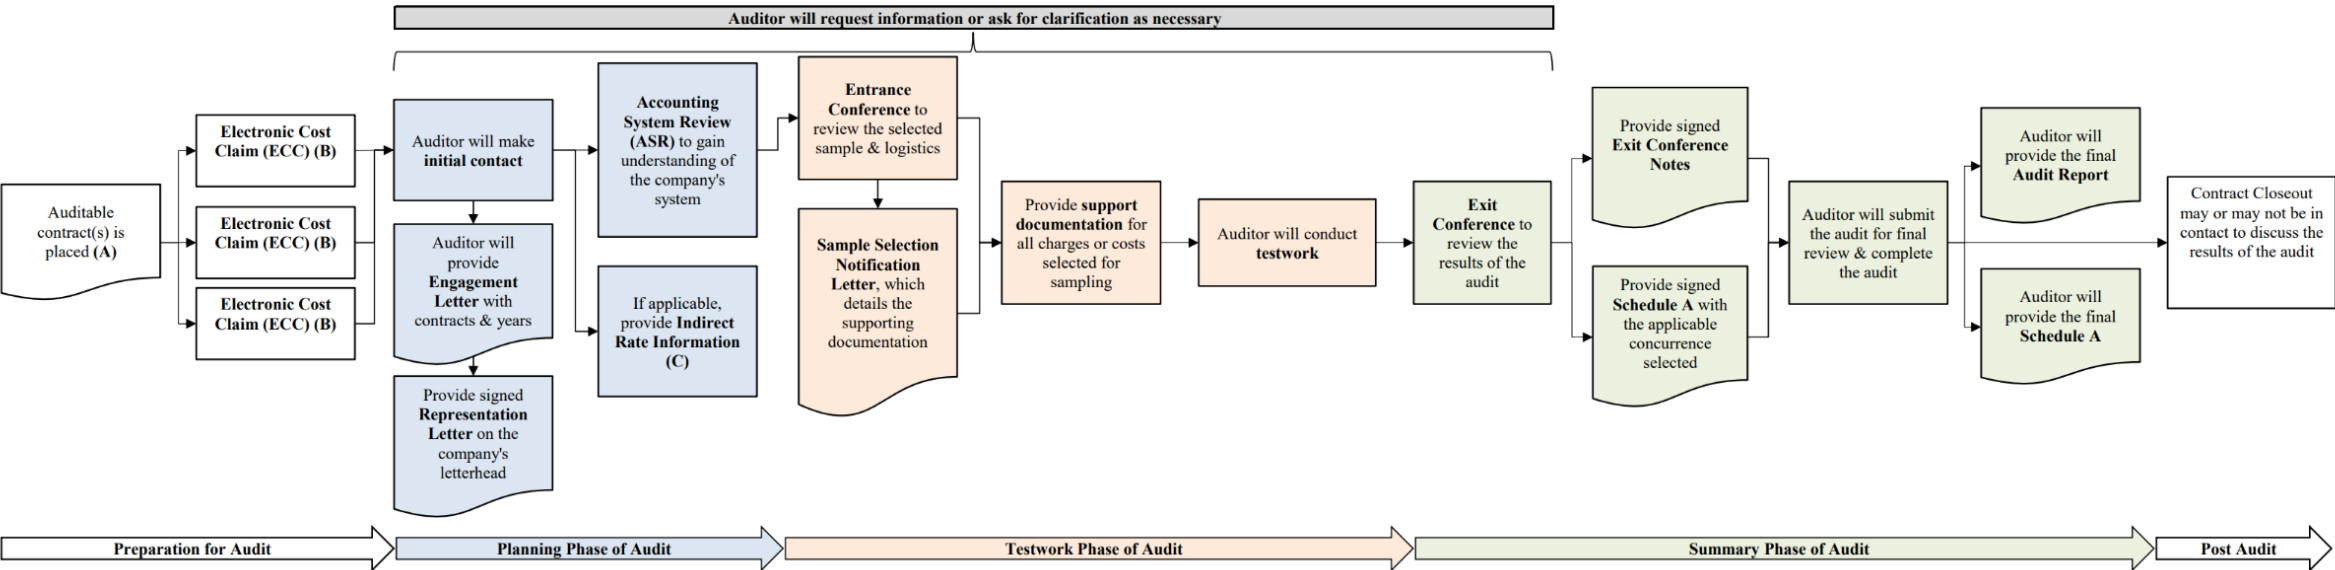 Auditor will request information or ask for clarification as necessary
Auditable
contract(s) is
placed (A)
Electronic Cost
Claim (ECC) (B)
Electronic Cost
Claim (ECC) (B)
Electronic Cost
Claim (ECC) (B)
Auditor will make
initial contact
Auditor will
provide
Engagement
Letter with
contracts & years
Provide signed
Representation
Letter on the
company's
letterhead
Accounting
System Review
(ASR) to gain
understanding of
the company's
system
If applicable,
provide Indirect
Rate Information
(C)
Entrance
Conference to
review the selected
sample & logistics
Sample Selection
Notification
Letter, which
details the
supporting
documentation
Provide support
documentation for
all charges or costs
selected for
sampling
Auditor will conduct
testwork
Exit
Conference to
review the
results of the
audit
Provide signed
Exit Conference
Notes
Provide signed
Schedule A with
the applicable
concurrence
selected
Auditor will submit
the audit for final
review & complete
the audit
Auditor will
provide the final
Audit Report
Auditor will
provide the final
Schedule A
Contract Closeout
may or may not be in
contact to discuss the
results of the audit
Preparation for Audit
Planning Phase of Audit
Testwork Phase of Audit
Summary Phase of Audit
Post Audit